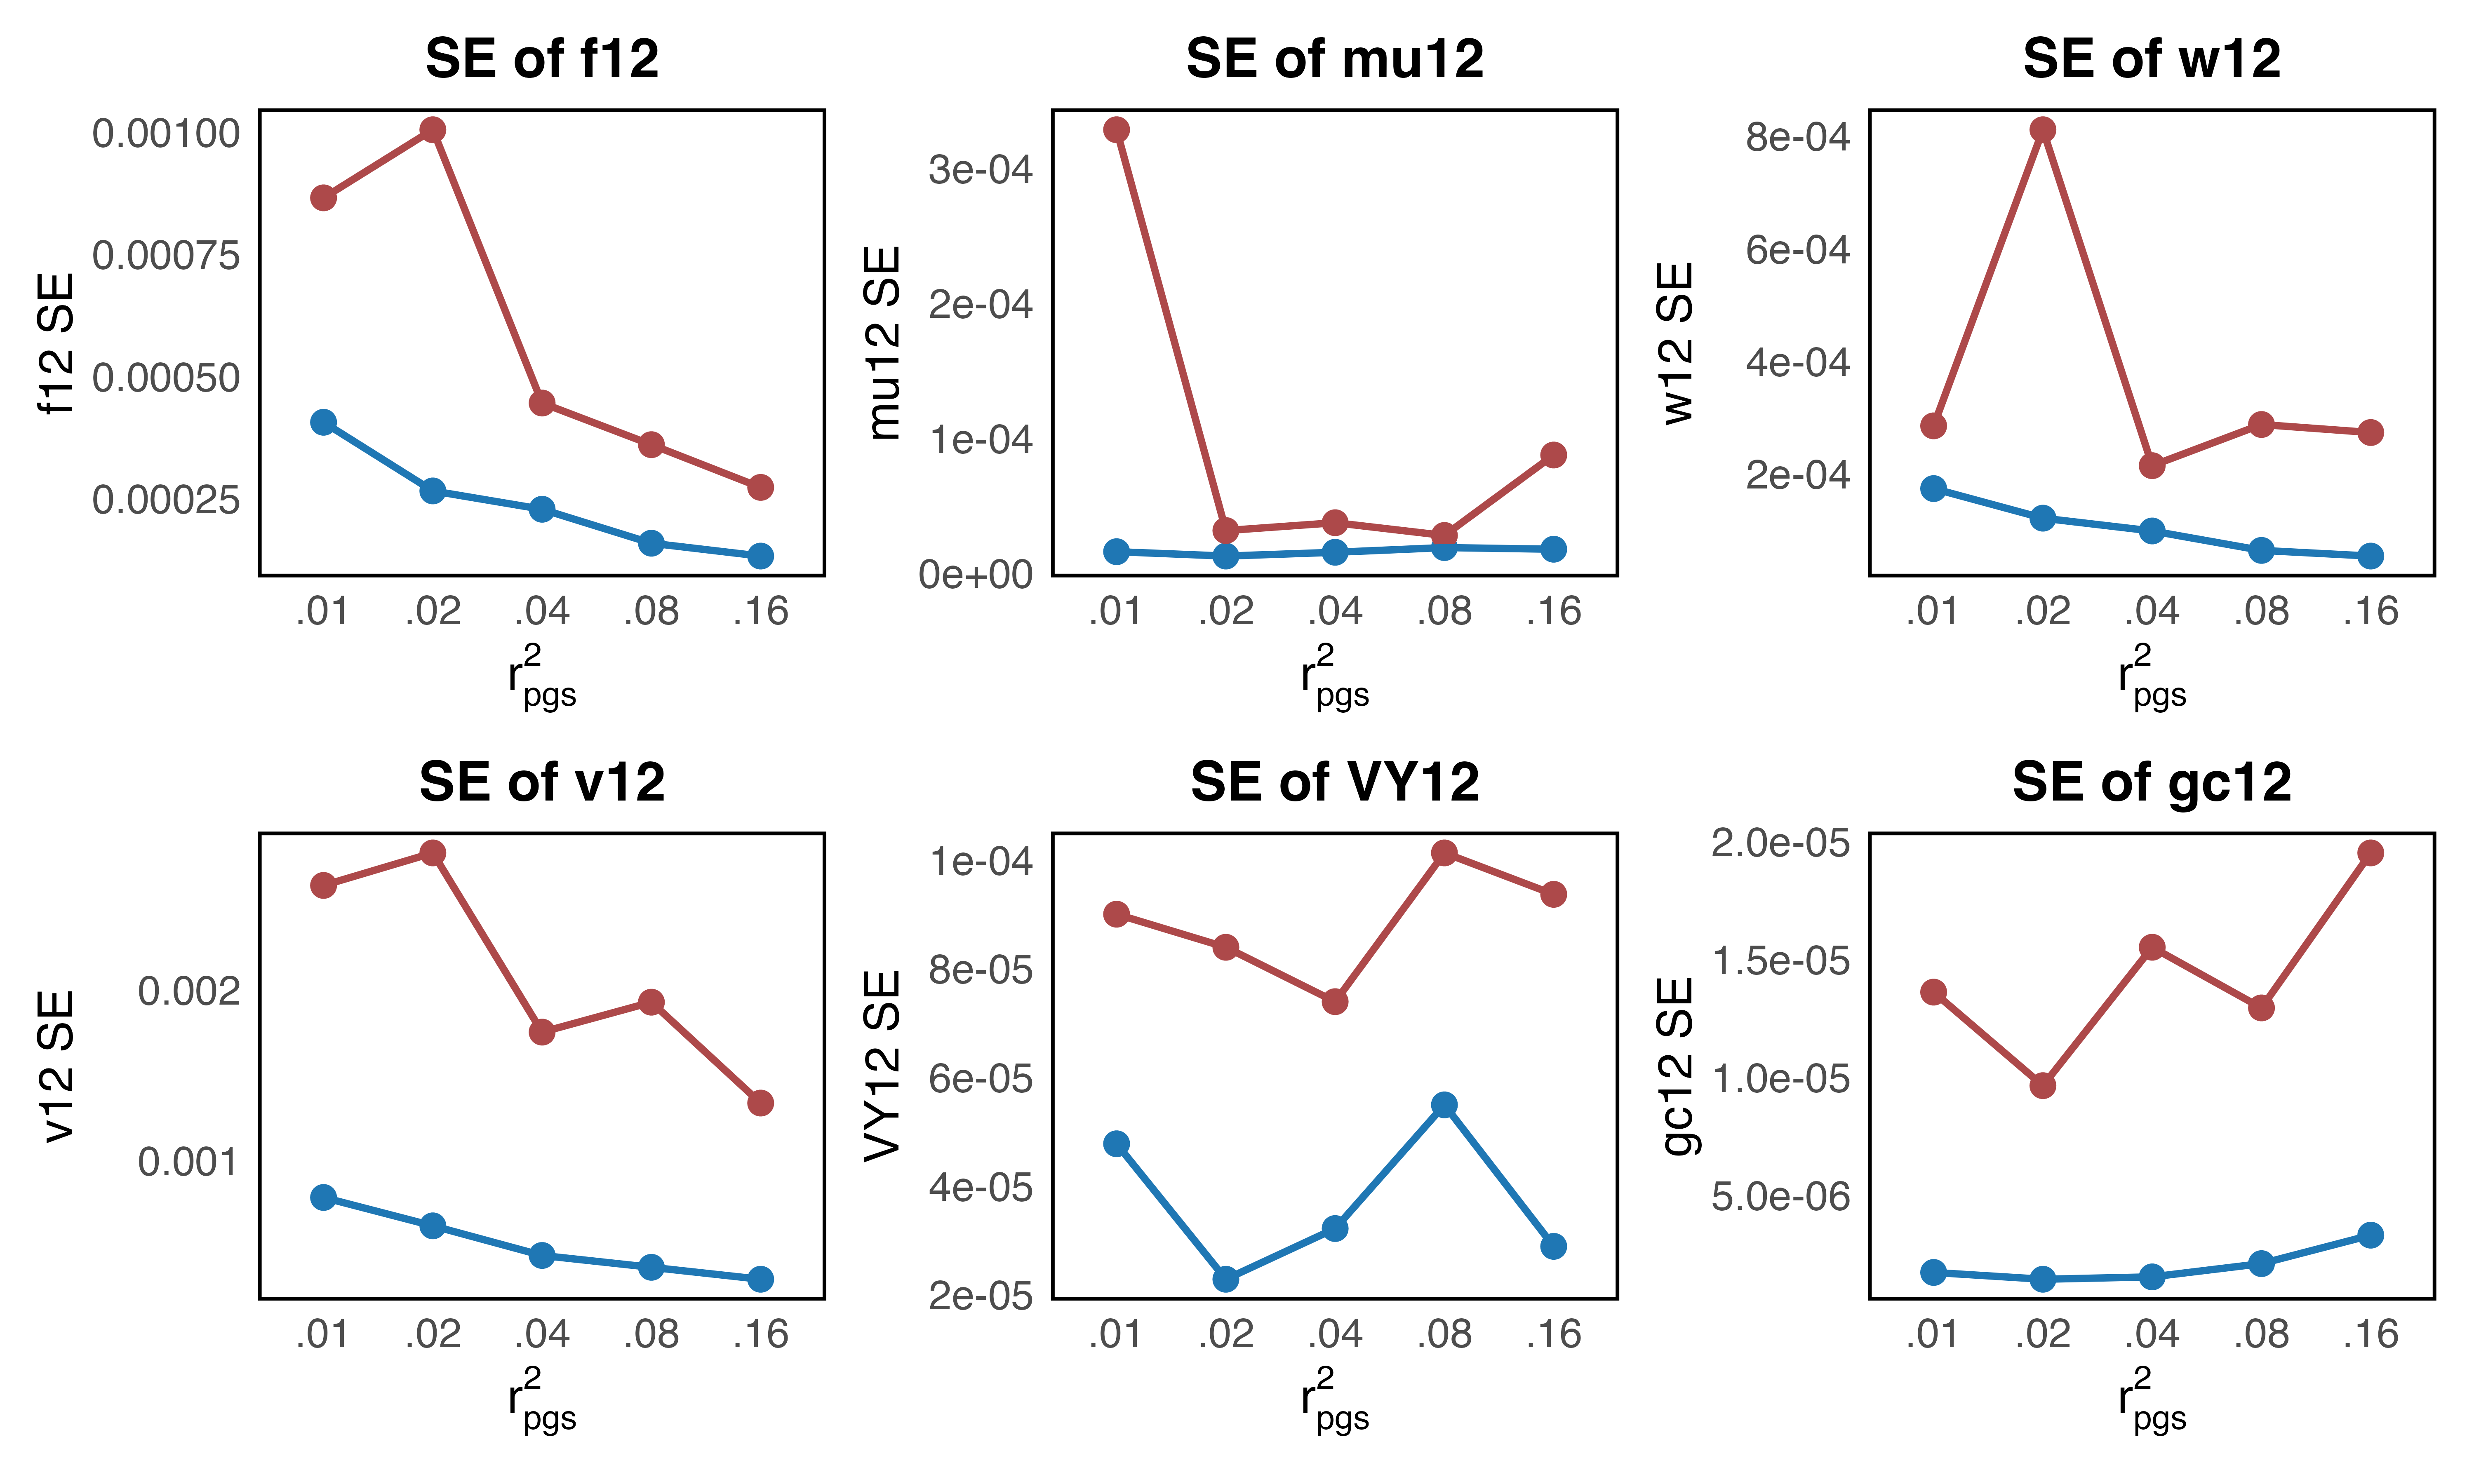 SE of f12
SE of mu12
SE of w12
f12 SE
0.00100
0.00075
0.00050
0.00025
.01 .02 .04 .08 .16
r²pgs
mu12 SE
3e-04
2e-04
1e-04
0e+00
.01 .02 .04 .08 .16
r²pgs
w12 SE
8e-04
6e-04
4e-04
2e-04
.01 .02 .04 .08 .16
r²pgs
SE of v12
SE of VY12
SE of gc12
v12 SE
0.002
0.001
.01 .02 .04 .08 .16
r²pgs
VY12 SE
1e-04
8e-05
6e-05
4e-05
2e-05
.01 .02 .04 .08 .16
r²pgs
gc12 SE
2.0e-05
1.5e-05
1.0e-05
5.0e-06
.01 .02 .04 .08 .16
r²pgs